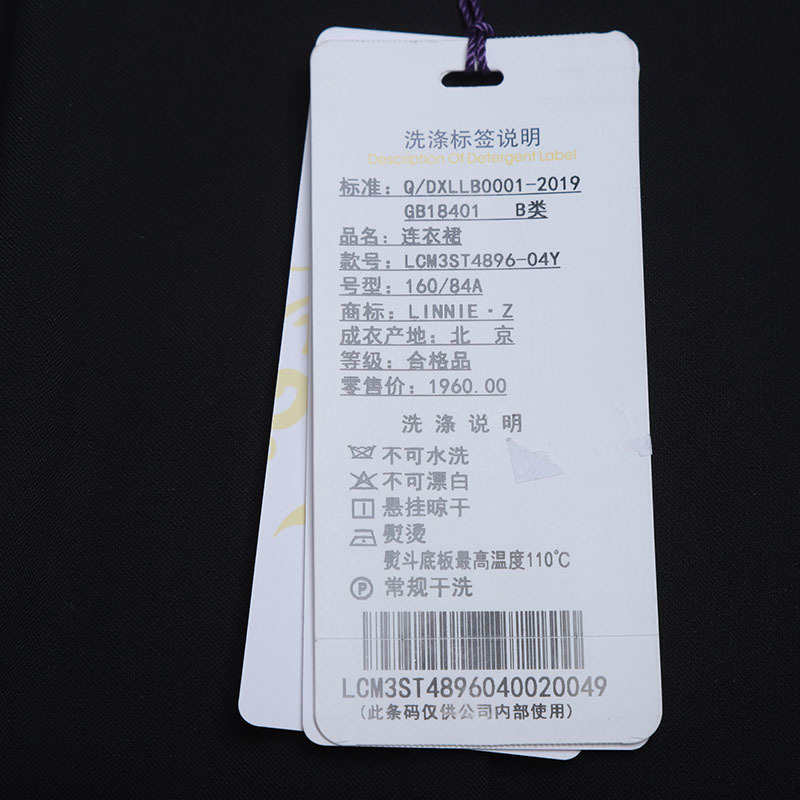 洗涤标签说明
Description Of Detergent Label
标准: Q/DXLLB0001-2019
GB18401 B类
品名: 连衣裙
款号: LCM3ST4896-04Y
号型: 160/84A
商标: LINNIE·Z
成衣产地: 北 京
等级: 合格品
零售价: 1960.00
洗 涤 说 明
不可水洗
不可漂白
悬挂晾干
熨烫
熨斗底板最高温度110℃
P 常规干洗
LCM3ST4896040020049
(此条码仅供公司内部使用)